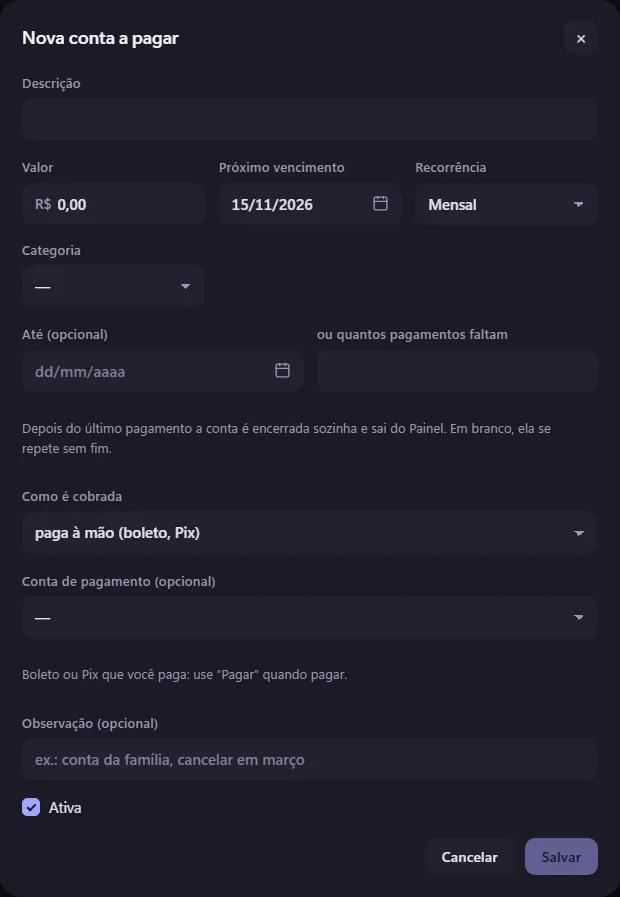 Nova conta a pagar
×
Descrição
Valor
Próximo vencimento
Recorrência
R$ 0,00
15/11/2026
Mensal
Categoria
—
Até (opcional)
ou quantos pagamentos faltam
dd/mm/aaaa
Depois do último pagamento a conta é encerrada sozinha e sai do Painel. Em branco, ela se
repete sem fim.
Como é cobrada
paga à mão (boleto, Pix)
Conta de pagamento (opcional)
—
Boleto ou Pix que você paga: use “Pagar” quando pagar.
Observação (opcional)
ex.: conta da família, cancelar em março
Ativa
Cancelar
Salvar